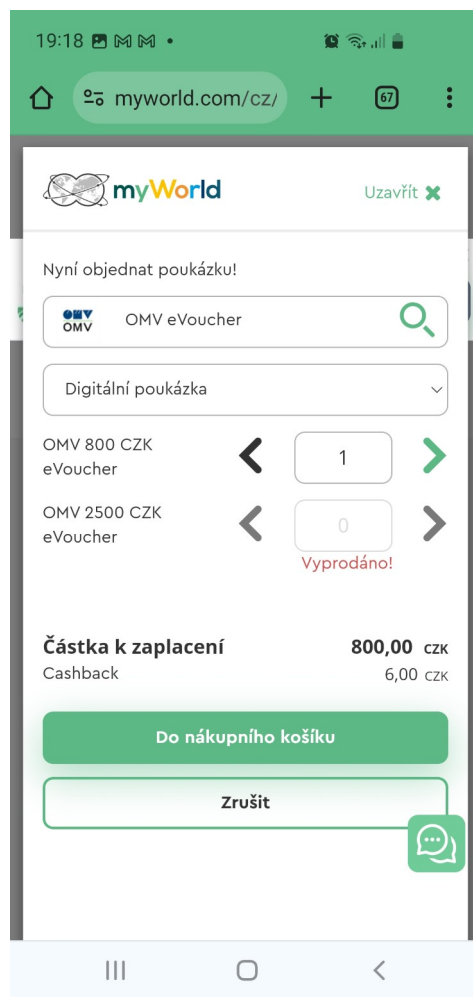 19:18
myworld.com/cz/
67
myWorld
Uzavřít
Nyní objednat poukázku!
OMV
OMV
OMV eVoucher
Digitální poukázka
OMV 800 CZK
eVoucher
1
OMV 2500 CZK
eVoucher
0
Vyprodáno!
Částka k zaplacení 800,00 CZK
Cashback 6,00 CZK
Do nákupního košíku
Zrušit